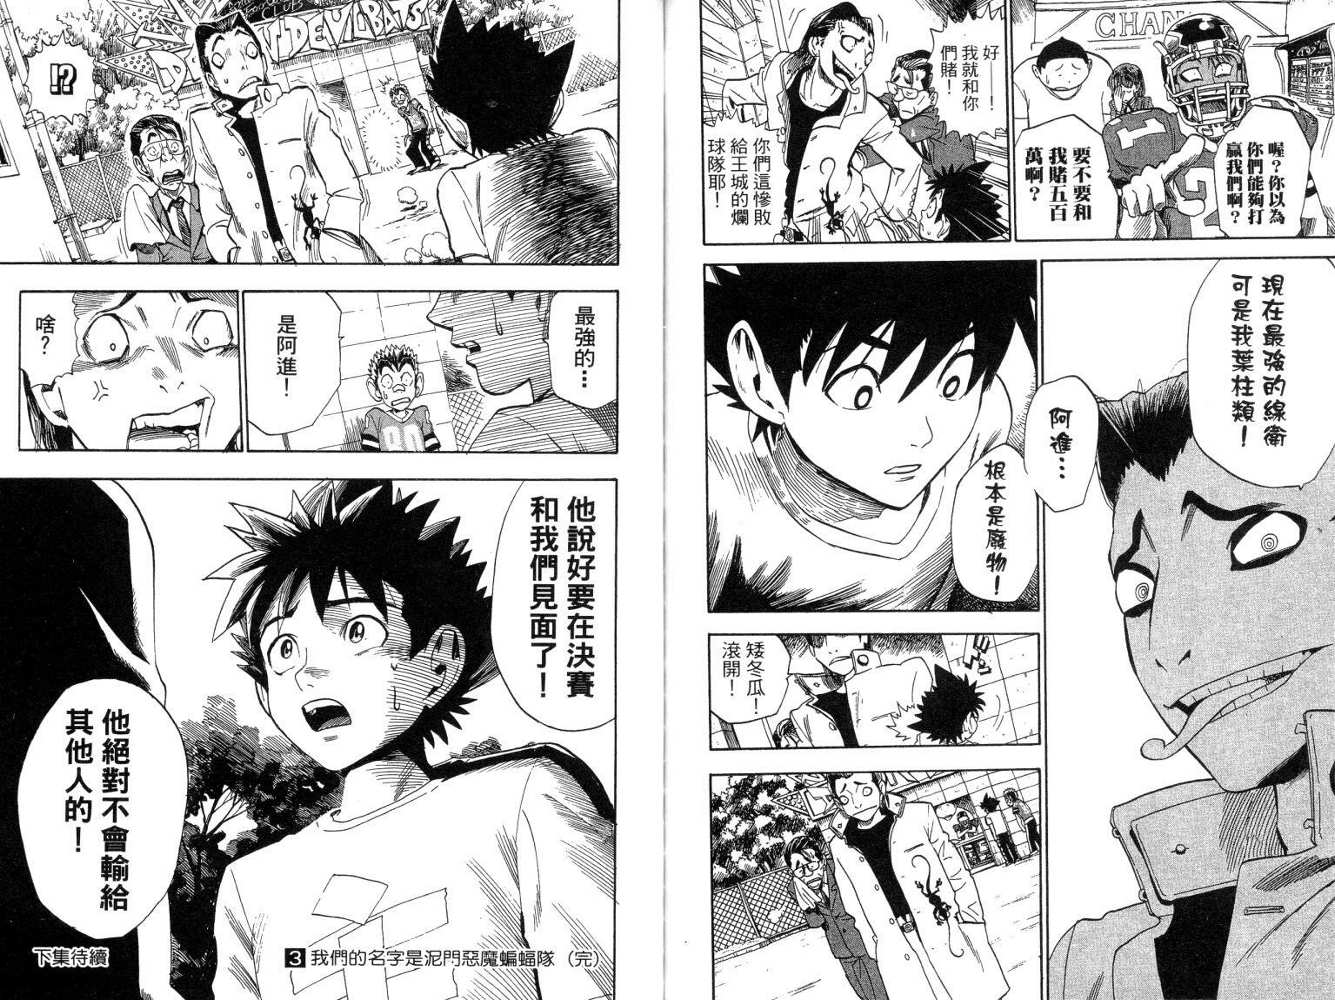 CHAN
喔？你以為
你們能夠打
贏我們啊？
要不要和
我賭五百
萬啊？
好——！
我就和你
們賭！
你們這慘敗
給王城的爛
球隊耶！
現在最強的線衛
可是我葉柱類！
阿進…
根本是廢物！
矮冬瓜！
滾開！
DEVILBATS
!?
最強的…
是阿進！
啥？
他說好要在決賽
和我們見面了！
他絕對不會輸給
其他人的！
3 我們的名字是泥門惡魔蝙蝠隊（完）
下集待續